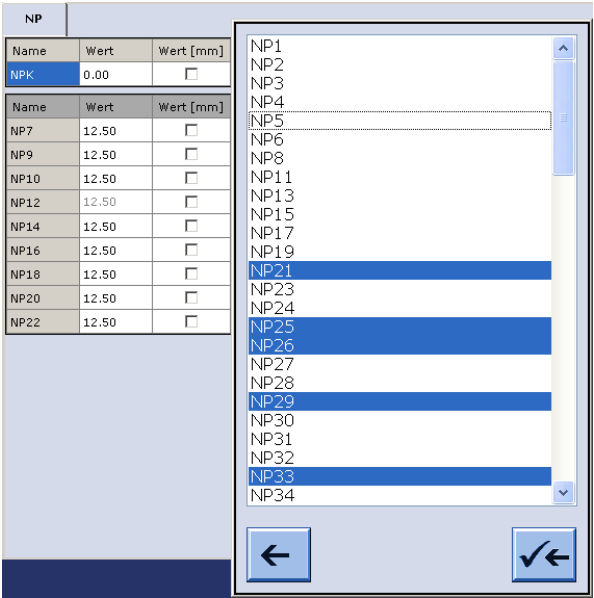 NP
Name Wert Wert [mm]
NPK 0.00
Name Wert Wert [mm]
NP7 12.50
NP9 12.50
NP10 12.50
NP12 12.50
NP14 12.50
NP16 12.50
NP18 12.50
NP20 12.50
NP22 12.50
NP1
NP2
NP3
NP4
NP5
NP6
NP8
NP11
NP13
NP15
NP17
NP19
NP21
NP23
NP24
NP25
NP26
NP27
NP28
NP29
NP30
NP31
NP32
NP33
NP34